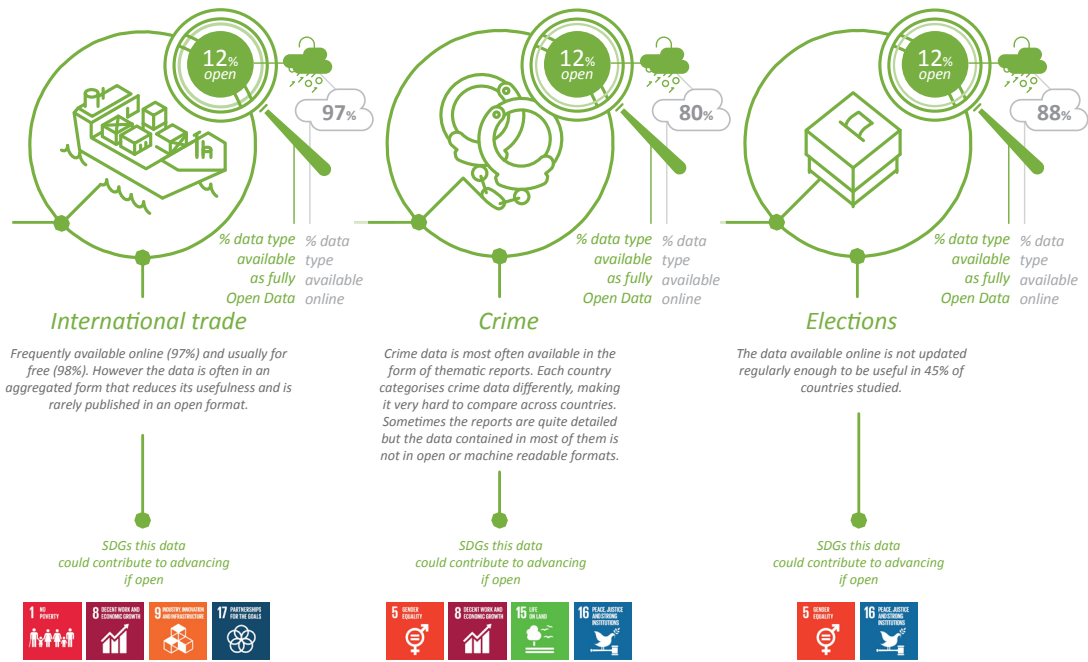 12%
open
97%
% data type
available
as fully
Open Data
% data
type
available
online
International trade
Frequently available online (97%) and usually for
free (98%). However the data is often in an
aggregated form that reduces its usefulness and is
rarely published in an open format.
SDGs this data
could contribute to advancing
if open
1 NO
POVERTY
8 DECENT WORK AND
ECONOMIC GROWTH
9 INDUSTRY, INNOVATION
AND INFRASTRUCTURE
17 PARTNERSHIPS
FOR THE GOALS
12%
open
80%
% data type
available
as fully
Open Data
% data
type
available
online
Crime
Crime data is most often available in the
form of thematic reports. Each country
categorises crime data differently, making
it very hard to compare across countries.
Sometimes the reports are quite detailed
but the data contained in most of them is
not in open or machine readable formats.
SDGs this data
could contribute to advancing
if open
5 GENDER
EQUALITY
8 DECENT WORK AND
ECONOMIC GROWTH
15 LIFE
ON LAND
16 PEACE, JUSTICE
AND STRONG
INSTITUTIONS
12%
open
88%
% data type
available
as fully
Open Data
% data
type
available
online
Elections
The data available online is not updated
regularly enough to be useful in 45% of
countries studied.
SDGs this data
could contribute to advancing
if open
5 GENDER
EQUALITY
16 PEACE, JUSTICE
AND STRONG
INSTITUTIONS